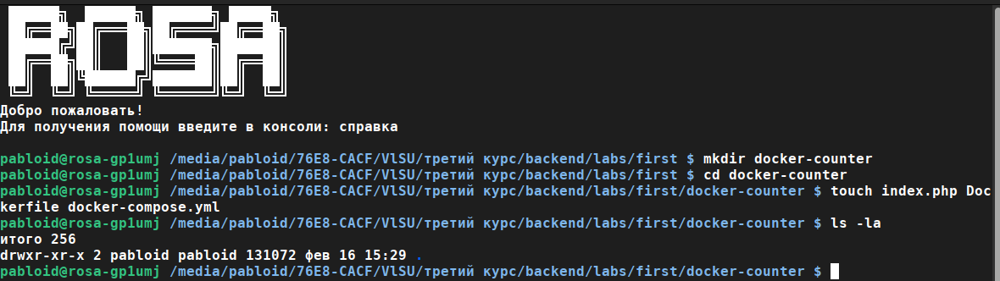 ROSA
Добро пожаловать!
Для получения помощи введите в консоли: справка
pabloid@rosa-gp1umj /media/pabloid/76E8-CACF/VlSU/третий курс/backend/labs/first $ mkdir docker-counter
pabloid@rosa-gp1umj /media/pabloid/76E8-CACF/VlSU/третий курс/backend/labs/first $ cd docker-counter
pabloid@rosa-gp1umj /media/pabloid/76E8-CACF/VlSU/третий курс/backend/labs/first/docker-counter $ touch index.php Doc
kerfile docker-compose.yml
pabloid@rosa-gp1umj /media/pabloid/76E8-CACF/VlSU/третий курс/backend/labs/first/docker-counter $ ls -la
итого 256
drwxr-xr-x 2 pabloid pabloid 131072 фев 16 15:29 .
pabloid@rosa-gp1umj /media/pabloid/76E8-CACF/VlSU/третий курс/backend/labs/first/docker-counter $